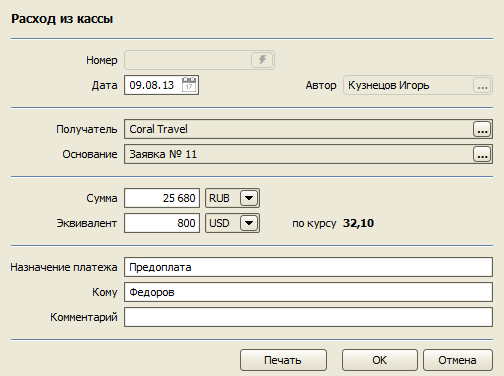 Расход из кассы
Номер
Дата 09.08.13 17 Автор Кузнецов Игорь ...
Получатель Coral Travel ...
Основание Заявка № 11 ...
Сумма 25 680 RUB
Эквивалент 800 USD по курсу 32,10
Назначение платежа Предоплата
Кому Федоров
Комментарий
Печать OK Отмена